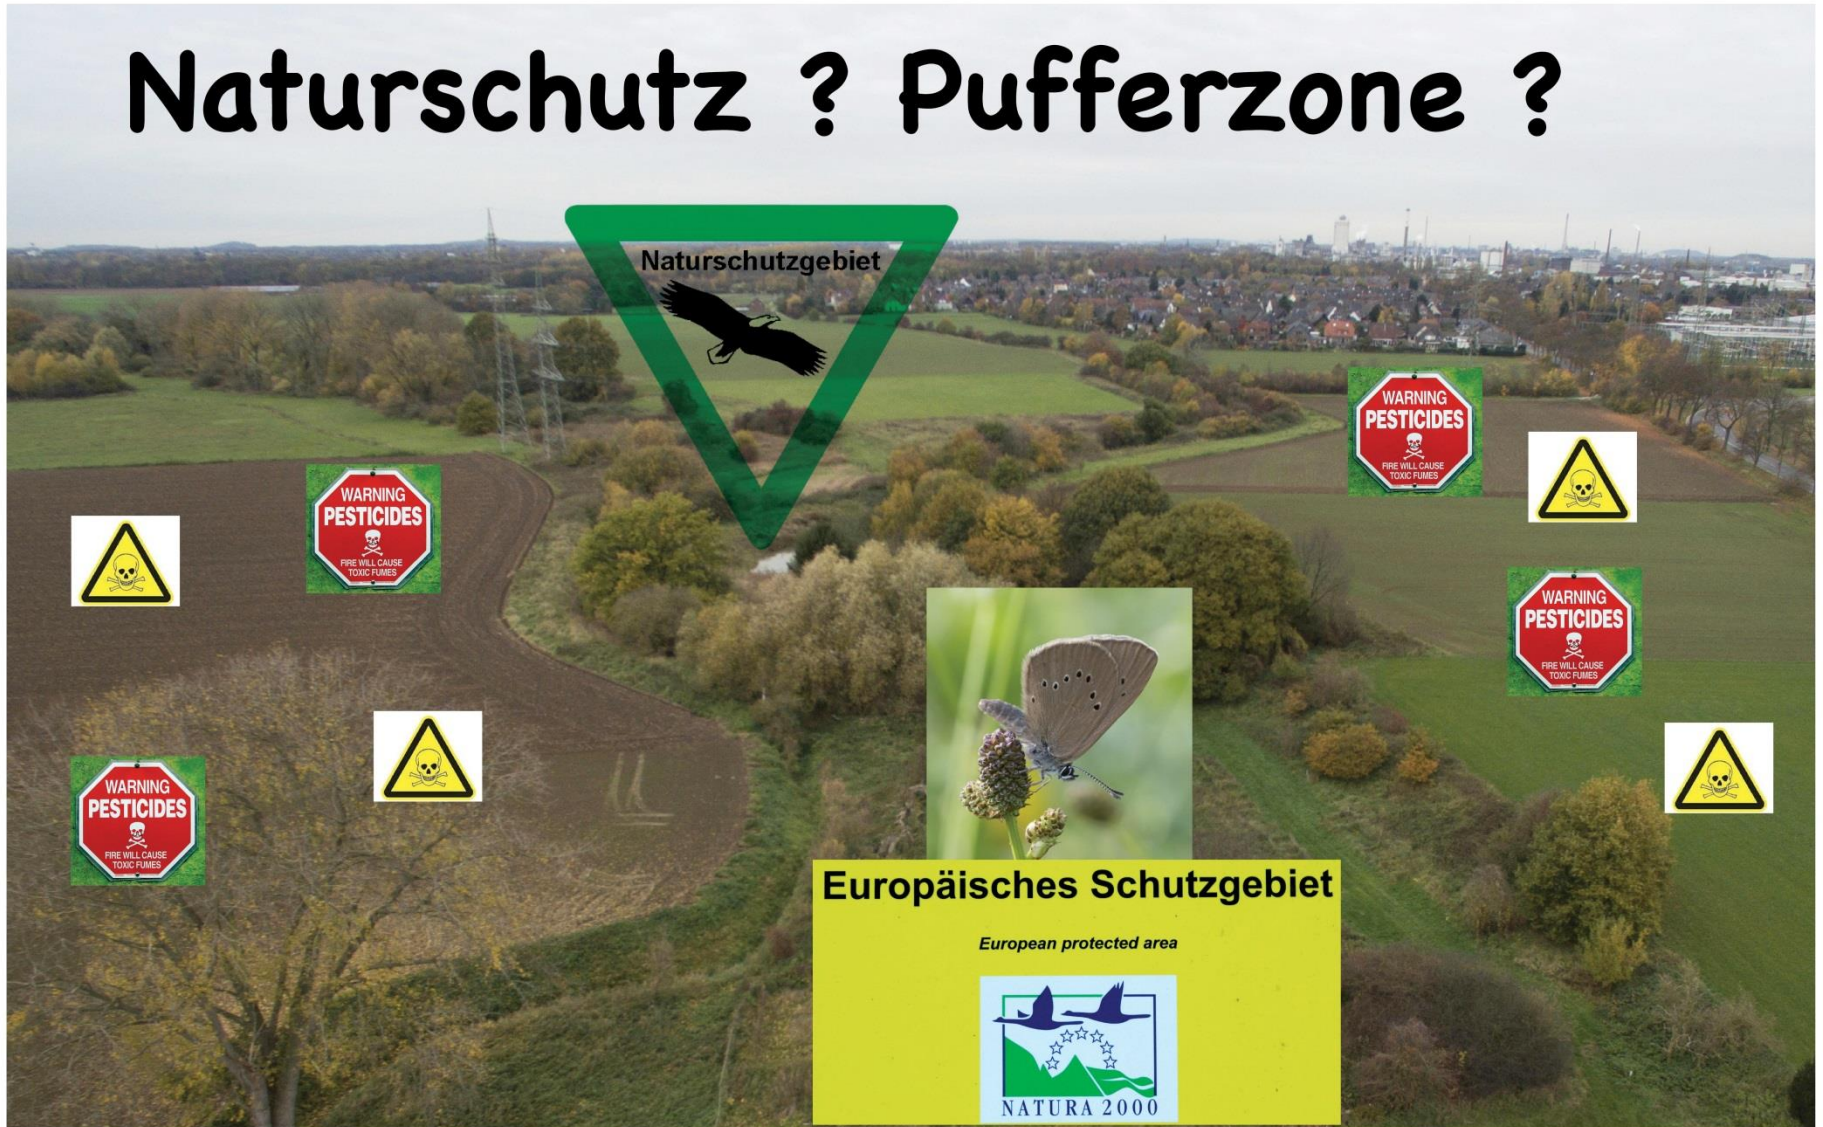 Naturschutz ? Pufferzone ?
Naturschutzgebiet
WARNING
PESTICIDES
FIRE WILL CAUSE
TOXIC FUMES
WARNING
PESTICIDES
FIRE WILL CAUSE
TOXIC FUMES
WARNING
PESTICIDES
FIRE WILL CAUSE
TOXIC FUMES
WARNING
PESTICIDES
FIRE WILL CAUSE
TOXIC FUMES
Europäisches Schutzgebiet
European protected area
NATURA 2000